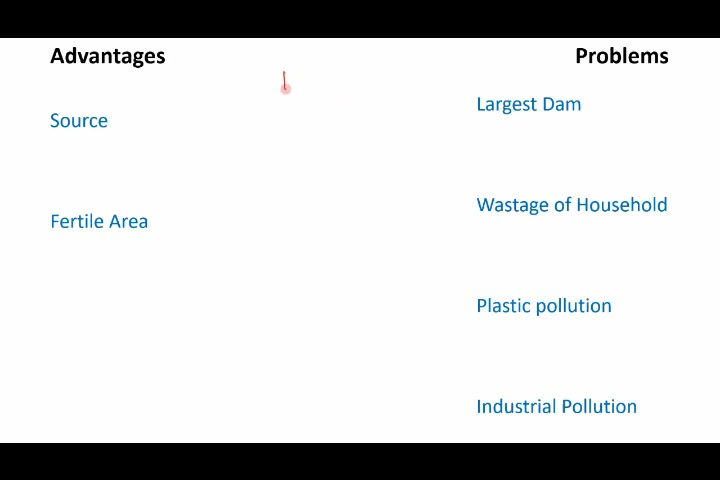 Advantages
Problems
Largest Dam
Source
Wastage of Household
Fertile Area
Plastic pollution
Industrial Pollution